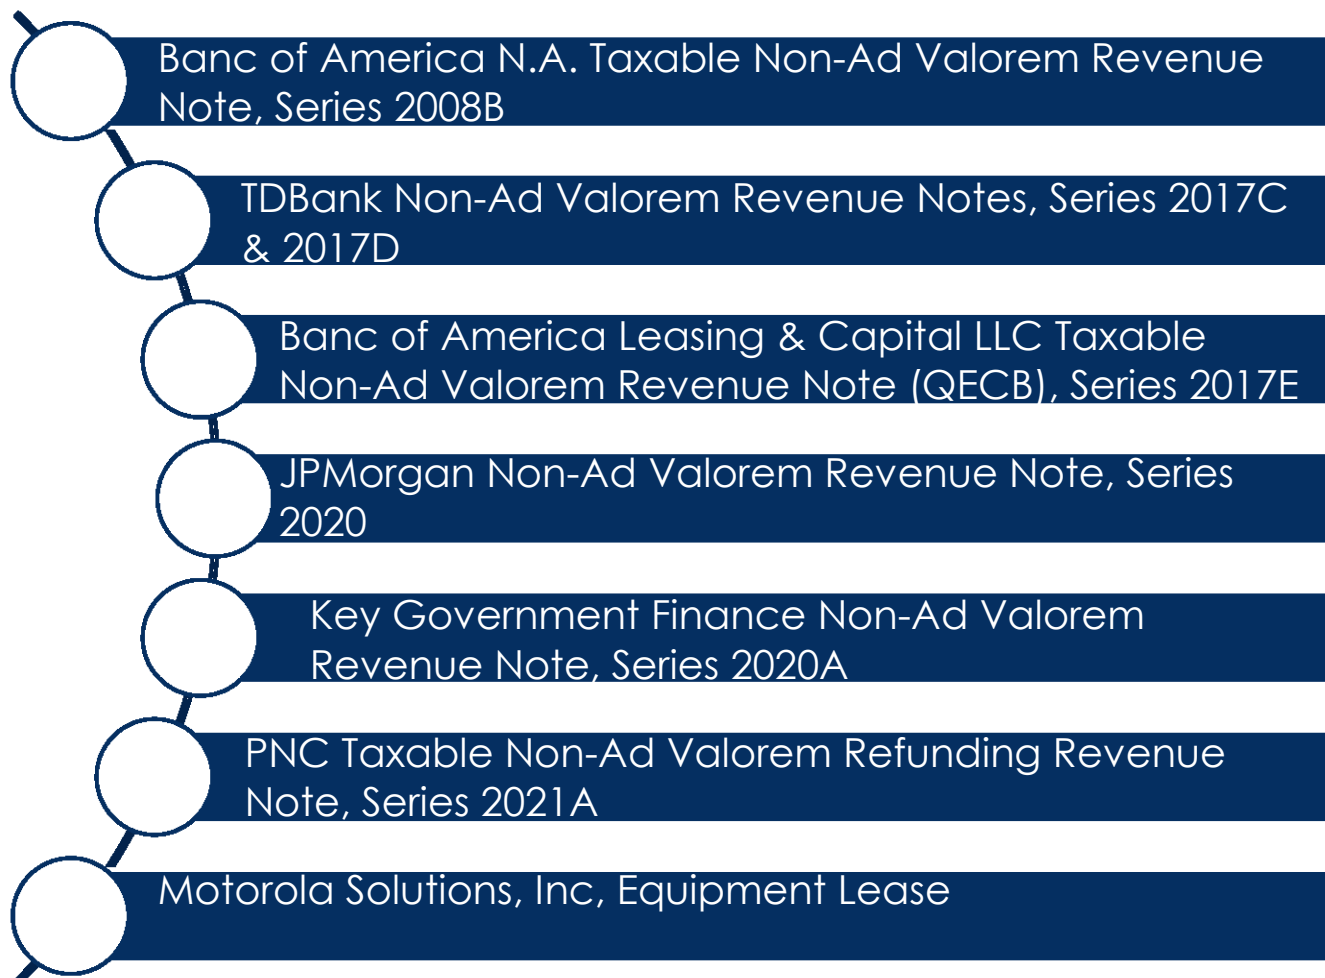 Banc of America N.A. Taxable Non-Ad Valorem Revenue
Note, Series 2008B
TDBank Non-Ad Valorem Revenue Notes, Series 2017C
& 2017D
Banc of America Leasing & Capital LLC Taxable
Non-Ad Valorem Revenue Note (QECB), Series 2017E
JPMorgan Non-Ad Valorem Revenue Note, Series
2020
Key Government Finance Non-Ad Valorem
Revenue Note, Series 2020A
PNC Taxable Non-Ad Valorem Refunding Revenue
Note, Series 2021A
Motorola Solutions, Inc, Equipment Lease